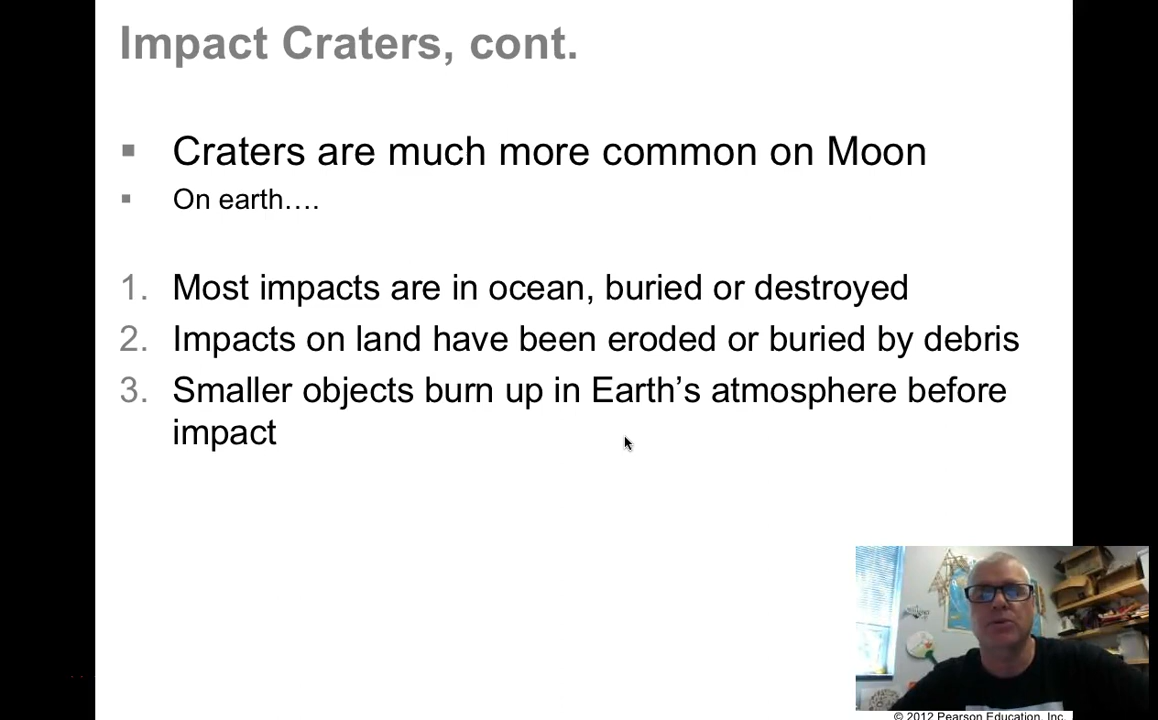 Impact Craters, cont.
▪ Craters are much more common on Moon
▪ On earth….
1. Most impacts are in ocean, buried or destroyed
2. Impacts on land have been eroded or buried by debris
3. Smaller objects burn up in Earth’s atmosphere before
impact
© 2012 Pearson Education, Inc.